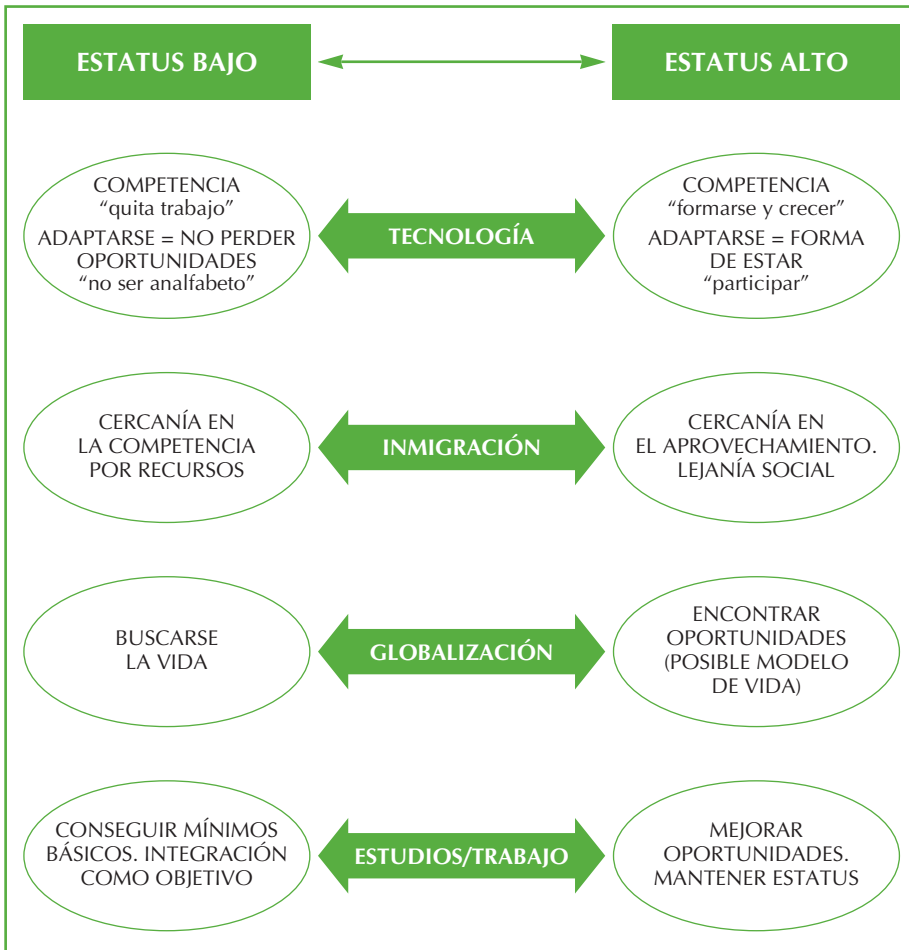 ESTATUS BAJO
ESTATUS ALTO
COMPETENCIA
“quita trabajo”
ADAPTARSE = NO PERDER
OPORTUNIDADES
“no ser analfabeto”
TECNOLOGÍA
COMPETENCIA
“formarse y crecer”
ADAPTARSE = FORMA
DE ESTAR
“participar”
CERCANÍA EN
LA COMPETENCIA
POR RECURSOS
INMIGRACIÓN
CERCANÍA EN
EL APROVECHAMIENTO.
LEJANÍA SOCIAL
BUSCARSE
LA VIDA
GLOBALIZACIÓN
ENCONTRAR
OPORTUNIDADES
(POSIBLE MODELO
DE VIDA)
CONSEGUIR MÍNIMOS
BÁSICOS. INTEGRACIÓN
COMO OBJETIVO
ESTUDIOS/TRABAJO
MEJORAR
OPORTUNIDADES.
MANTENER ESTATUS